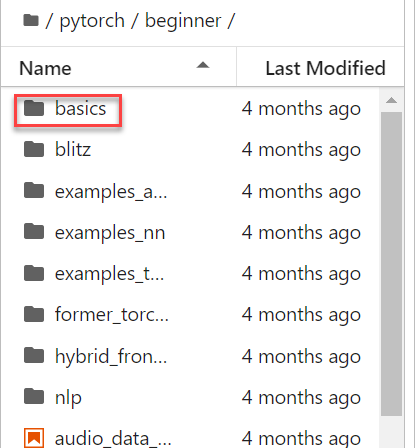 / pytorch / beginner /
Name Last Modified
basics 4 months ago
blitz 4 months ago
examples_a... 4 months ago
examples_nn 4 months ago
examples_t... 4 months ago
former_torc... 4 months ago
hybrid_fron... 4 months ago
nlp 4 months ago
audio_data_... 4 months ago